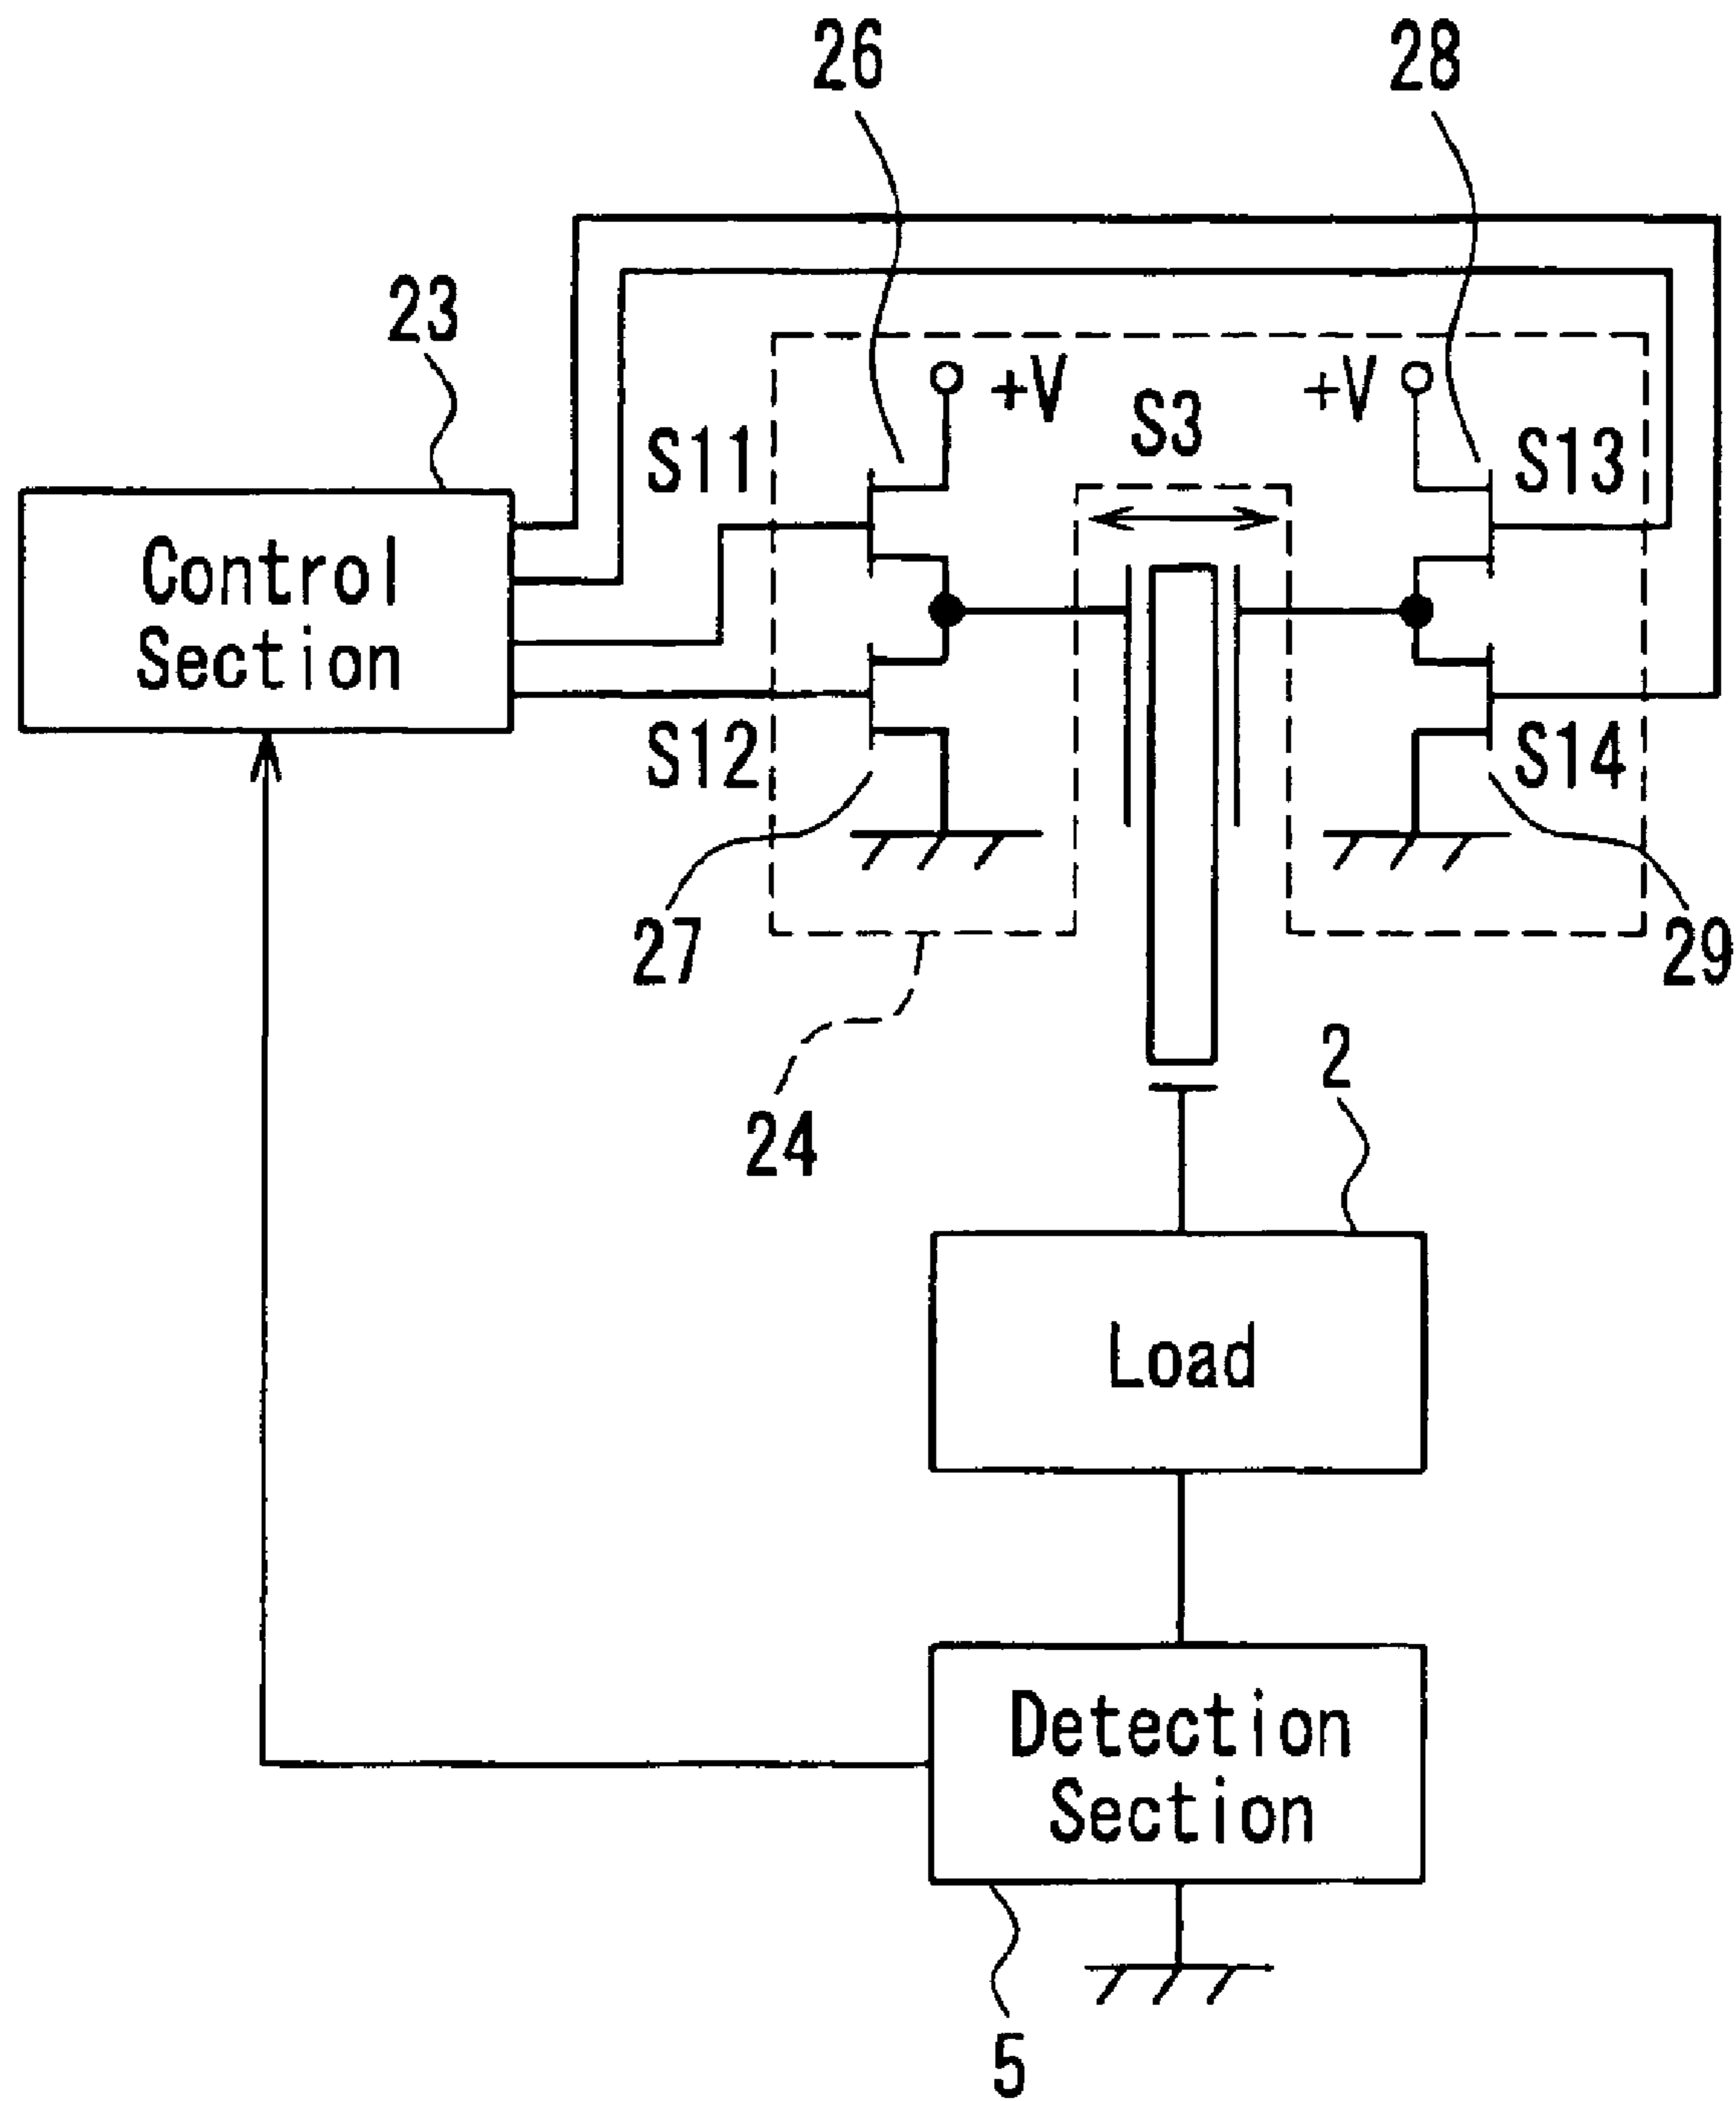 26
28
23
+V
+V
S3
S11
S13
Control
Section
S12
S14
27
29
24
2
Load
Detection
Section
5